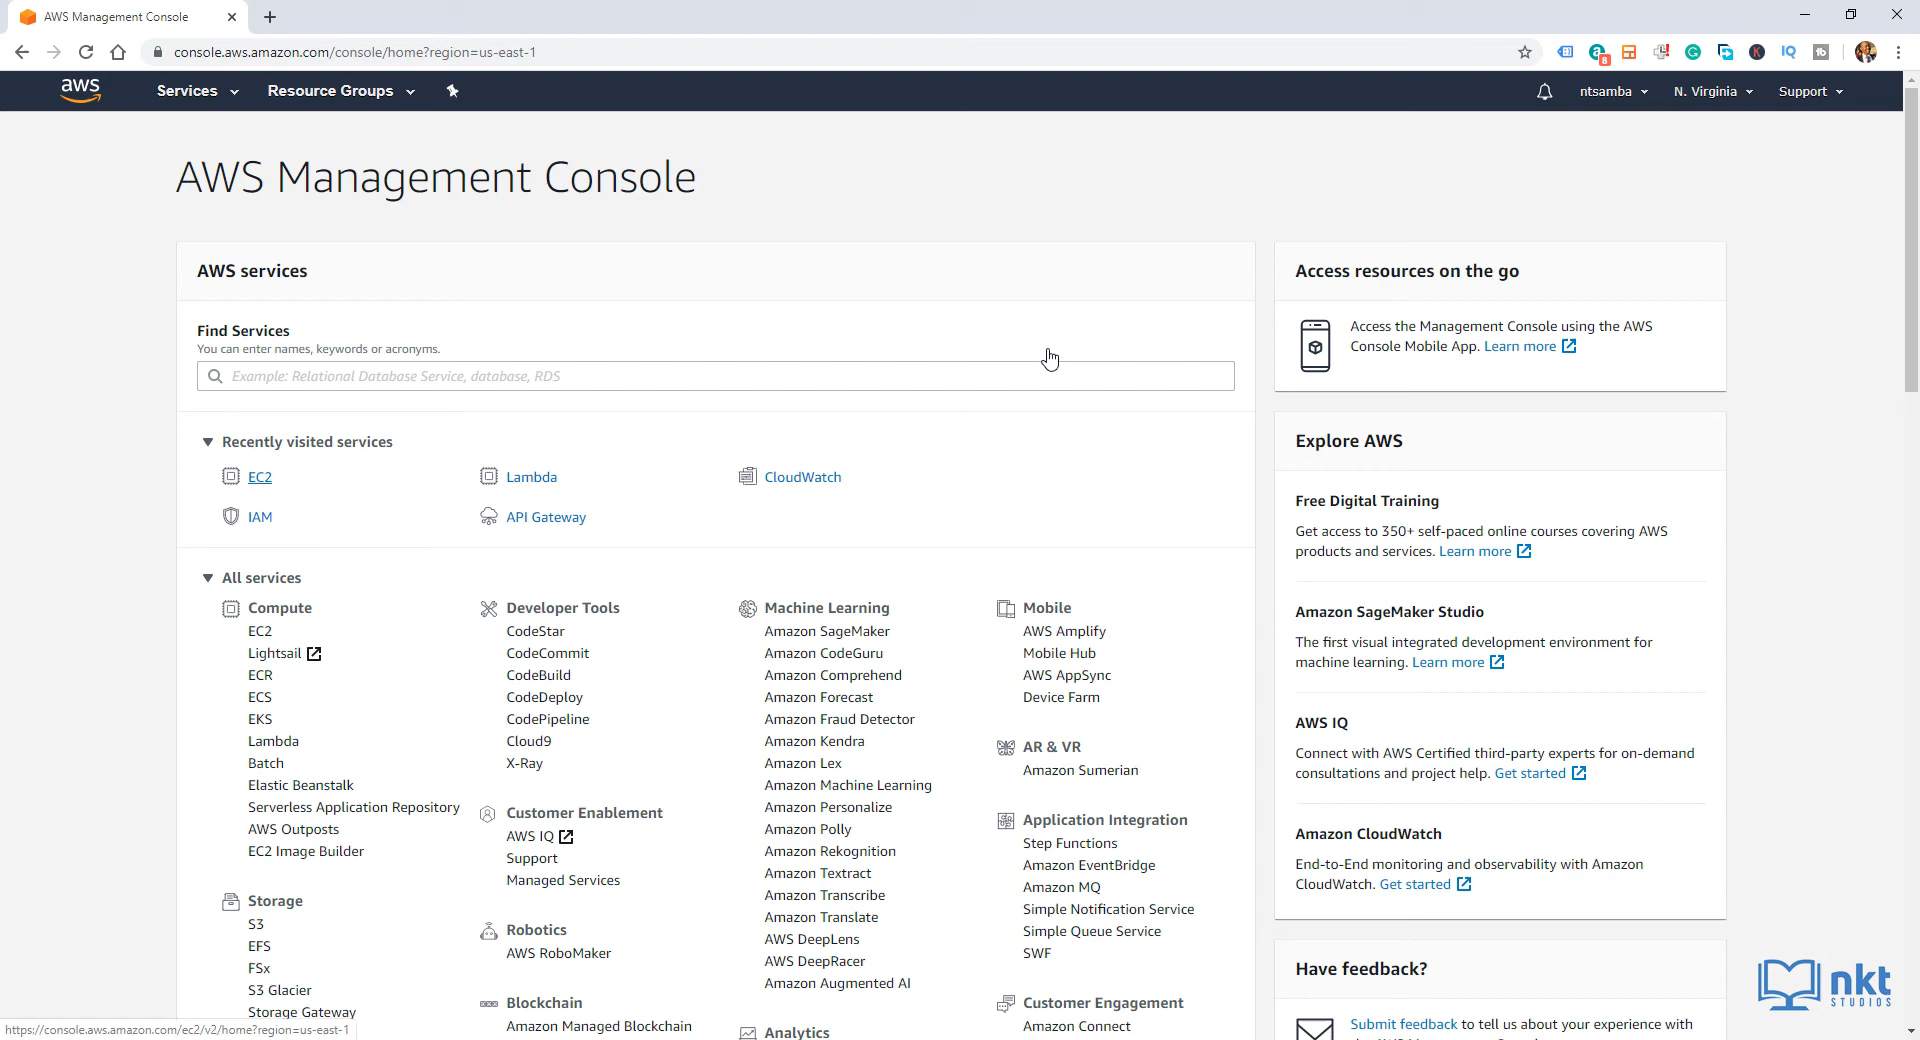 AWS Management Console
console.aws.amazon.com/console/home?region=us-east-1
8
IQ
aws
Services
Resource Groups
ntsamba
N. Virginia
Support
AWS Management Console
AWS services
Find Services
You can enter names, keywords or acronyms.
Example: Relational Database Service, database, RDS
Recently visited services
EC2
Lambda
CloudWatch
IAM
API Gateway
All services
Compute
EC2
Lightsail
ECR
ECS
EKS
Lambda
Batch
Elastic Beanstalk
Serverless Application Repository
AWS Outposts
EC2 Image Builder
Storage
S3
EFS
FSx
S3 Glacier
Storage Gateway
Developer Tools
CodeStar
CodeCommit
CodeBuild
CodeDeploy
CodePipeline
Cloud9
X-Ray
Customer Enablement
AWS IQ
Support
Managed Services
Robotics
AWS RoboMaker
Blockchain
Amazon Managed Blockchain
Machine Learning
Amazon SageMaker
Amazon CodeGuru
Amazon Comprehend
Amazon Forecast
Amazon Fraud Detector
Amazon Kendra
Amazon Lex
Amazon Machine Learning
Amazon Personalize
Amazon Polly
Amazon Rekognition
Amazon Textract
Amazon Transcribe
Amazon Translate
AWS DeepLens
AWS DeepRacer
Amazon Augmented AI
Analytics
Mobile
AWS Amplify
Mobile Hub
AWS AppSync
Device Farm
AR & VR
Amazon Sumerian
Application Integration
Step Functions
Amazon EventBridge
Amazon MQ
Simple Notification Service
Simple Queue Service
SWF
Customer Engagement
Amazon Connect
Access resources on the go
Access the Management Console using the AWS
Console Mobile App. Learn more
Explore AWS
Free Digital Training
Get access to 350+ self-paced online courses covering AWS
products and services. Learn more
Amazon SageMaker Studio
The first visual integrated development environment for
machine learning. Learn more
AWS IQ
Connect with AWS Certified third-party experts for on-demand
consultations and project help. Get started
Amazon CloudWatch
End-to-End monitoring and observability with Amazon
CloudWatch. Get started
Have feedback?
Submit feedback to tell us about your experience with
nkt
STUDIOS
https://console.aws.amazon.com/ec2/v2/home?region=us-east-1